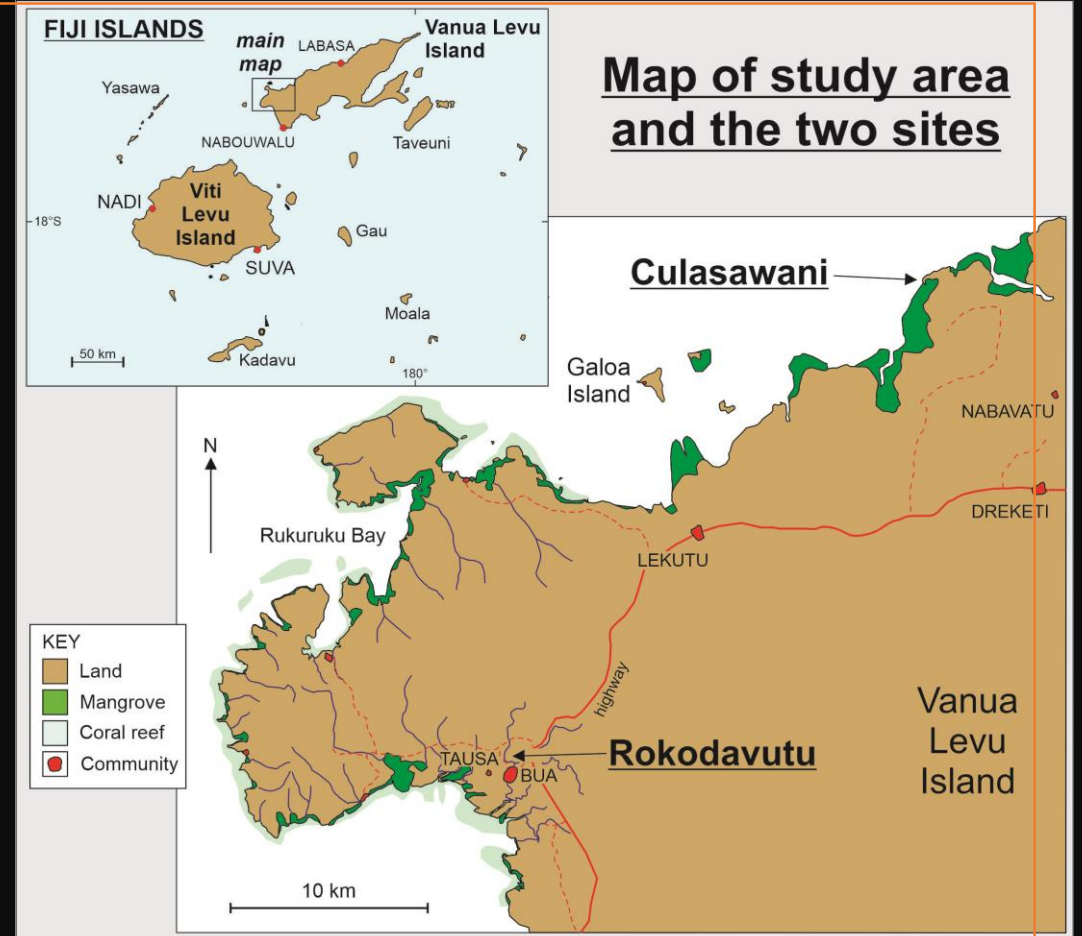 FIJI ISLANDS
Vanua Levu
Island
main
map
LABASA
Yasawa
NABOUWALU
Taveuni
NADI
Viti
Levu
Island
18°S
Gau
SUVA
Moala
50 km
Kadavu
180°
Map of study area
and the two sites
Culasawani
Galoa
Island
NABAVATU
N
DREKETI
Rukuruku Bay
LEKUTU
KEY
Land
Mangrove
Coral reef
Community
highway
Vanua
Levu
Island
TAUSA
Rokodavutu
BUA
10 km